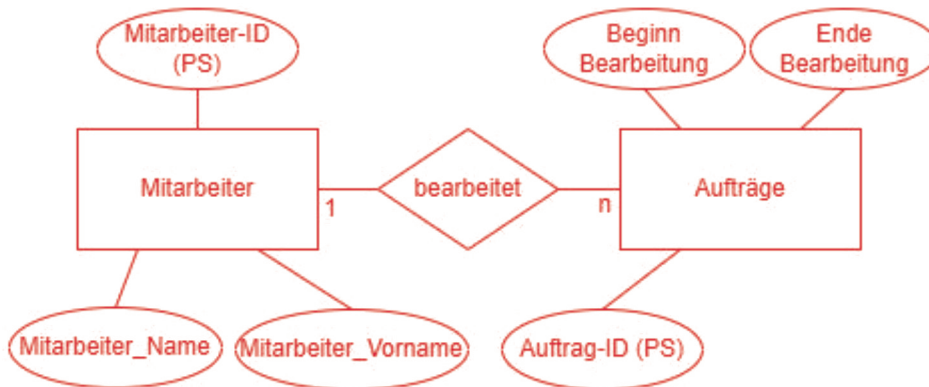 Mitarbeiter-ID
(PS)
Beginn
Bearbeitung
Ende
Bearbeitung
Mitarbeiter
1
bearbeitet
n
Aufträge
Mitarbeiter_Name
Mitarbeiter_Vorname
Auftrag-ID (PS)